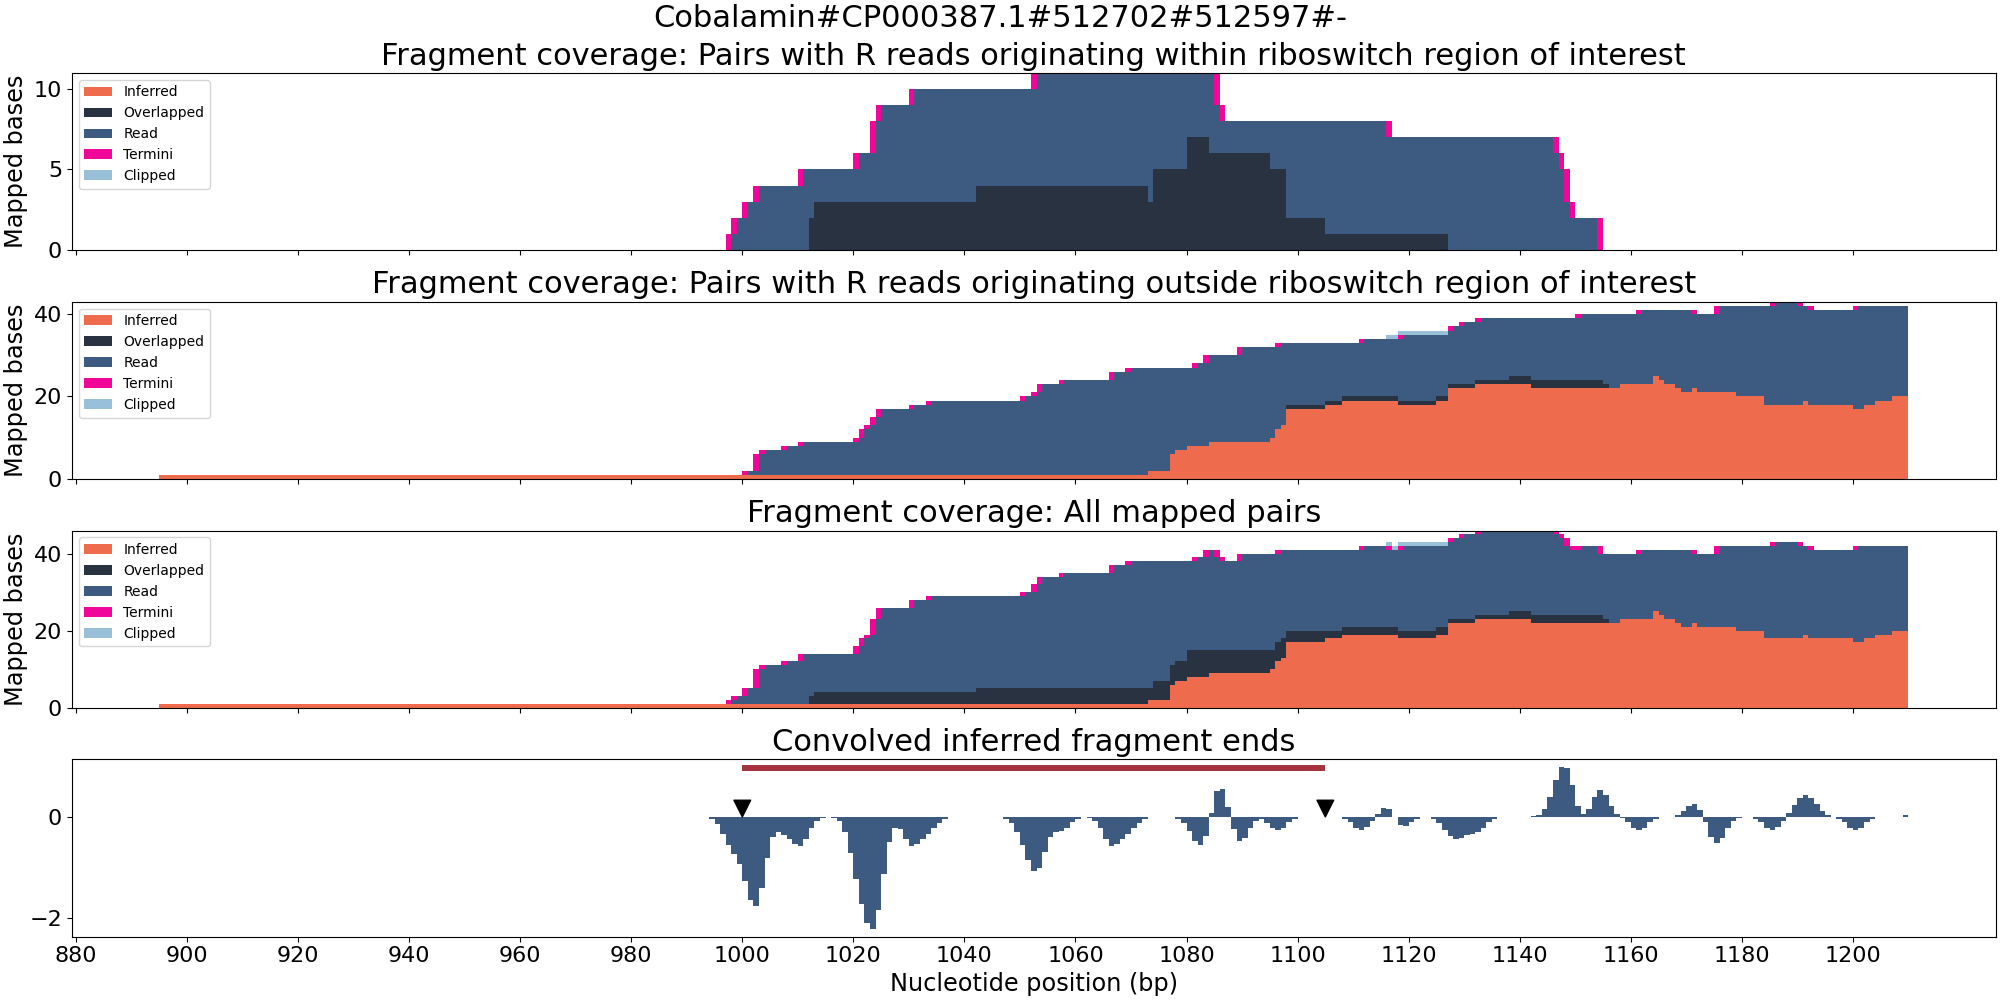 Cobalamin#CP000387.1#512702#512597#-
Fragment coverage: Pairs with R reads originating within riboswitch region of interest
Mapped bases
10
5
0
Inferred
Overlapped
Read
Termini
Clipped
Fragment coverage: Pairs with R reads originating outside riboswitch region of interest
Mapped bases
40
20
0
Inferred
Overlapped
Read
Termini
Clipped
Fragment coverage: All mapped pairs
Mapped bases
40
20
0
Inferred
Overlapped
Read
Termini
Clipped
Convolved inferred fragment ends
0
−2
880 900 920 940 960 980 1000 1020 1040 1060 1080 1100 1120 1140 1160 1180 1200
Nucleotide position (bp)